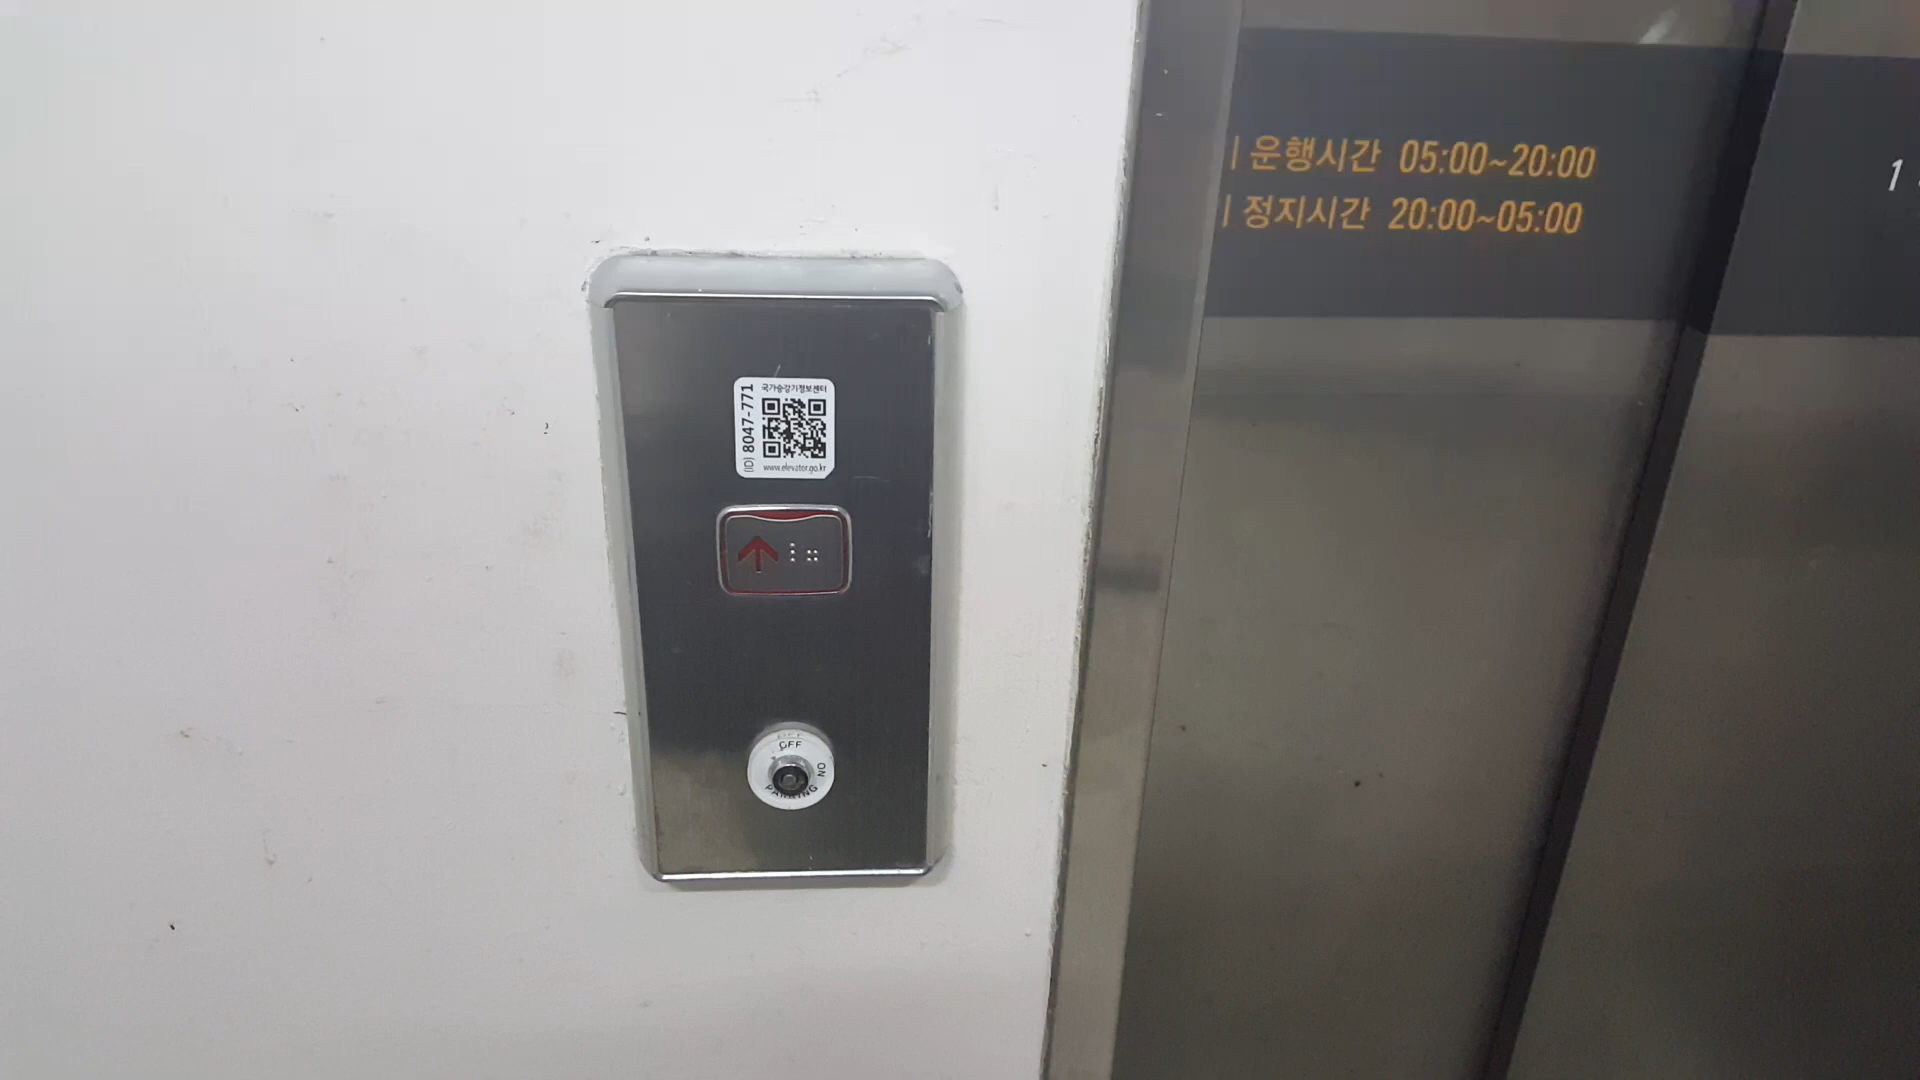 국가승강기정보센터
(ID) 8047-771
www.elevator.go.kr
OFF
ON
PARKING
| 운행시간 05:00~20:00
| 정지시간 20:00~05:00
1